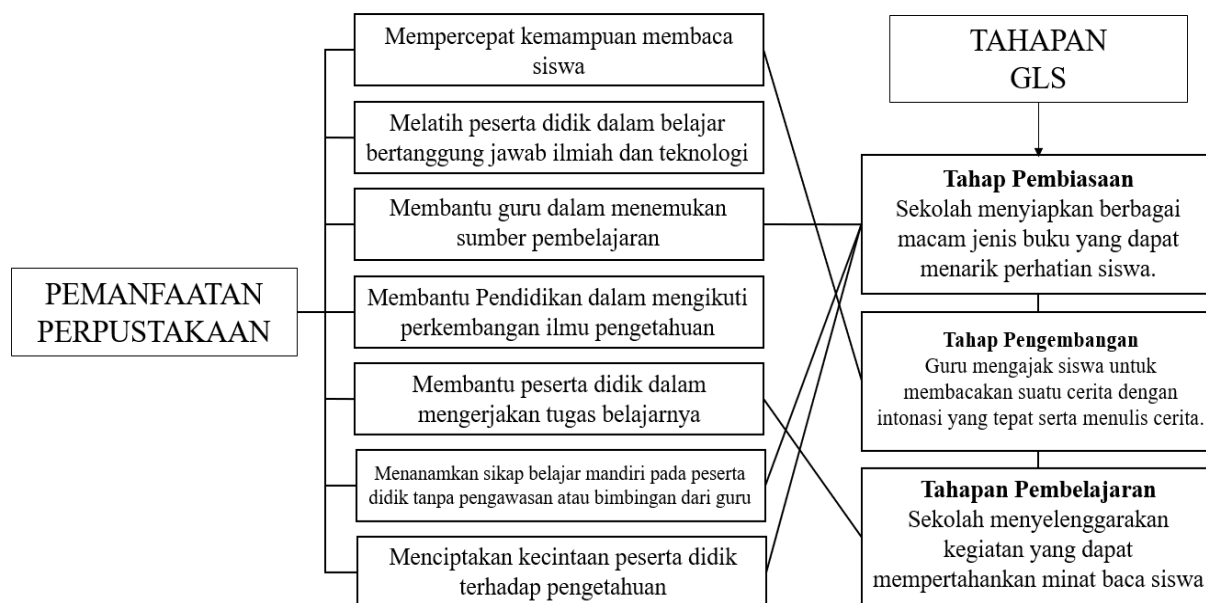 PEMANFAATAN
PERPUSTAKAAN
Mempercepat kemampuan membaca
siswa
Melatih peserta didik dalam belajar
bertanggung jawab ilmiah dan teknologi
Membantu guru dalam menemukan
sumber pembelajaran
Membantu Pendidikan dalam mengikuti
perkembangan ilmu pengetahuan
Membantu peserta didik dalam
mengerjakan tugas belajarnya
Menanamkan sikap belajar mandiri pada peserta
didik tanpa pengawasan atau bimbingan dari guru
Menciptakan kecintaan peserta didik
terhadap pengetahuan
TAHAPAN
GLS
Tahap Pembiasaan
Sekolah menyiapkan berbagai
macam jenis buku yang dapat
menarik perhatian siswa.
Tahap Pengembangan
Guru mengajak siswa untuk
membacakan suatu cerita dengan
intonasi yang tepat serta menulis cerita.
Tahapan Pembelajaran
Sekolah menyelenggarakan
kegiatan yang dapat
mempertahankan minat baca siswa